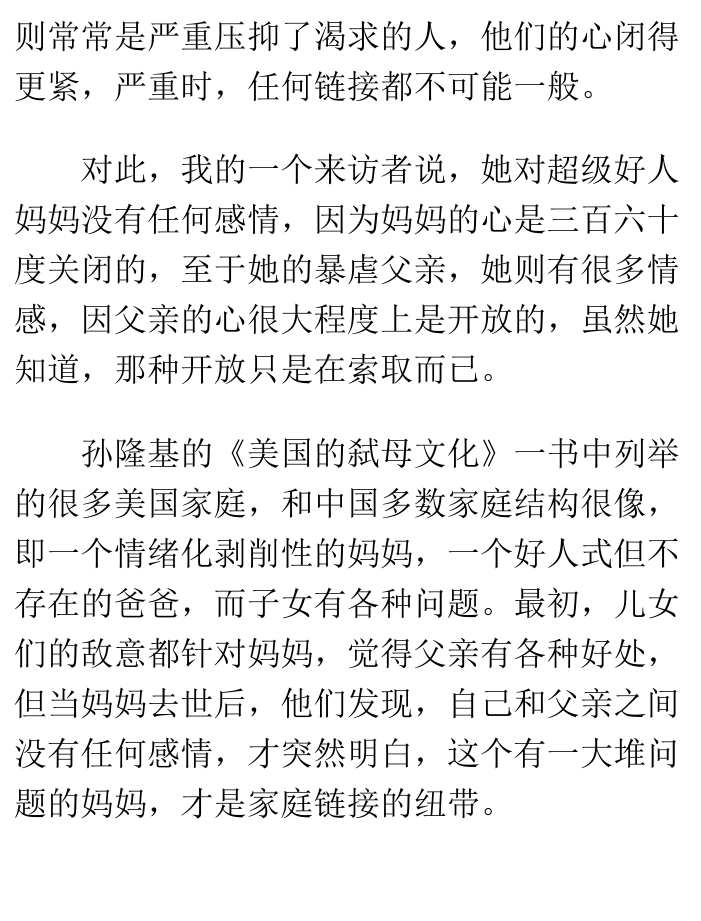 则常常是严重压抑了渴求的人，他们的心闭得
更紧，严重时，任何链接都不可能一般。
对此，我的一个来访者说，她对超级好人
妈妈没有任何感情，因为妈妈的心是三百六十
度关闭的，至于她的暴虐父亲，她则有很多情
感，因父亲的心很大程度上是开放的，虽然她
知道，那种开放只是在索取而已。
孙隆基的《美国的弑母文化》一书中列举
的很多美国家庭，和中国多数家庭结构很像，
即一个情绪化剥削性的妈妈，一个好人式但不
存在的爸爸，而子女有各种问题。最初，儿女
们的敌意都针对妈妈，觉得父亲有各种好处，
但当妈妈去世后，他们发现，自己和父亲之间
没有任何感情，才突然明白，这个有一大堆问
题的妈妈，才是家庭链接的纽带。